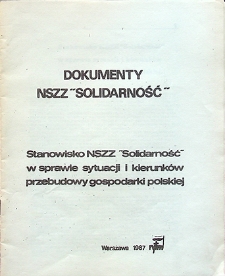 DOKUMENTY
NSZZ "SOLIDARNOŚĆ"
Stanowisko NSZZ "Solidarność"
w sprawie sytuacji i kierunków
przebudowy gospodarki polskiej
Warszawa 1987